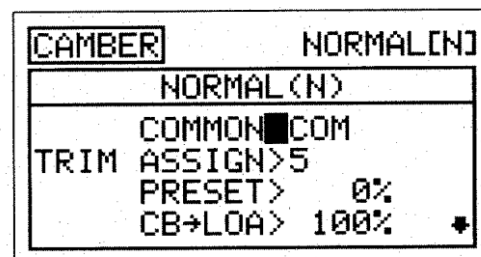 CAMBER NORMAL[N]
NORMAL(N)
COMMON COM
TRIM ASSIGN>5
PRESET> 0%
CB→LOA> 100%